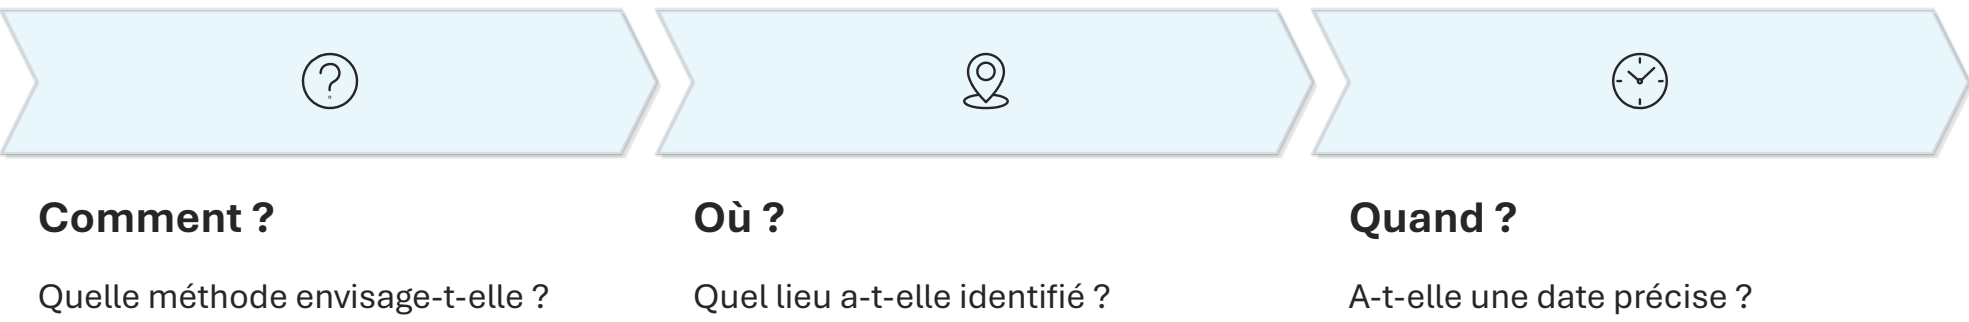 Comment ?
Quelle méthode envisage-t-elle ?
Où ?
Quel lieu a-t-elle identifié ?
Quand ?
A-t-elle une date précise ?